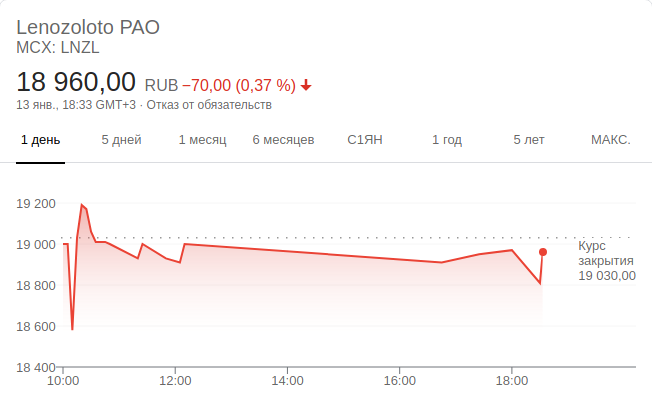 Lenozoloto PAO
MCX: LNZL
18 960,00 RUB −70,00 (0,37 %)
13 янв., 18:33 GMT+3 · Отказ от обязательств
1 день 5 дней 1 месяц 6 месяцев С1ЯН 1 год 5 лет МАКС.
19 200
19 000
18 800
18 600
18 400
Курс
закрытия
19 030,00
10:00 12:00 14:00 16:00 18:00